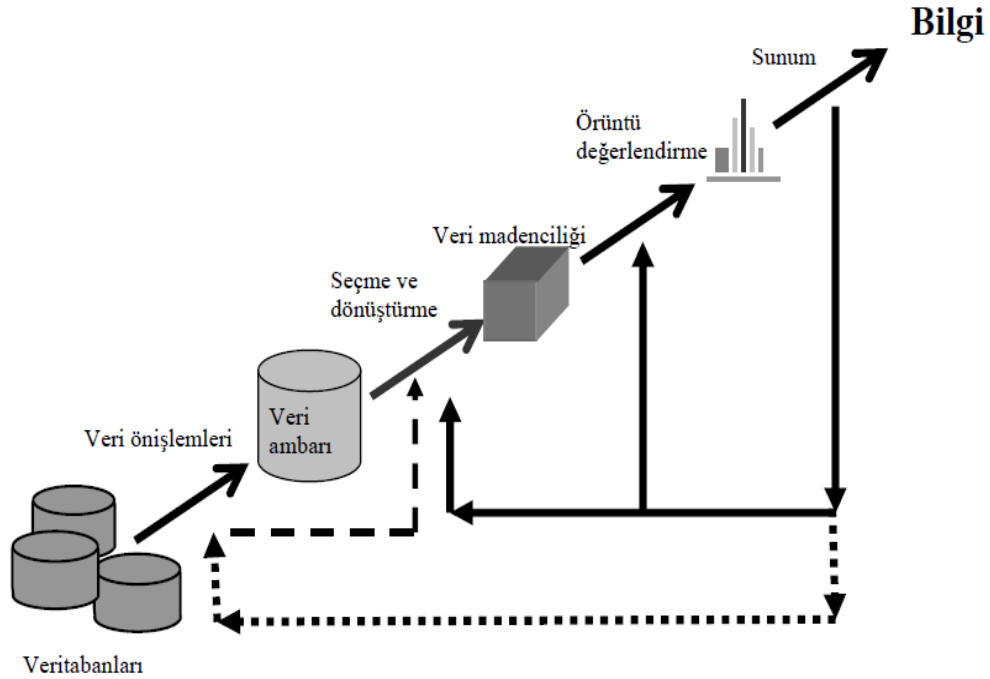 Bilgi
Sunum
Örüntü
değerlendirme
Veri madenciliği
Seçme ve
dönüştürme
Veri
ambarı
Veri önişlemleri
Veritabanları